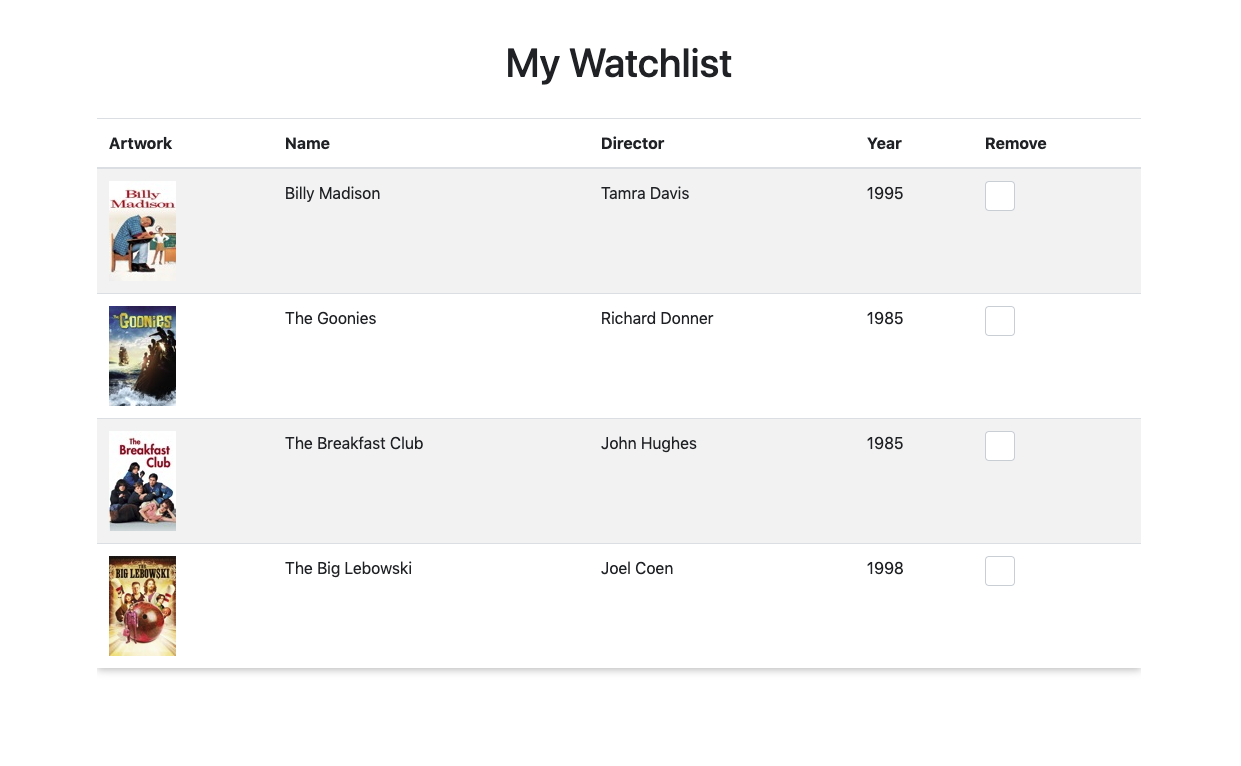 My Watchlist
Artwork Name Director Year Remove
Billy Madison Billy Madison Tamra Davis 1995
The GOONIES The Goonies Richard Donner 1985
The Breakfast Club The Breakfast Club John Hughes 1985
THE BIG LEBOWSKI The Big Lebowski Joel Coen 1998